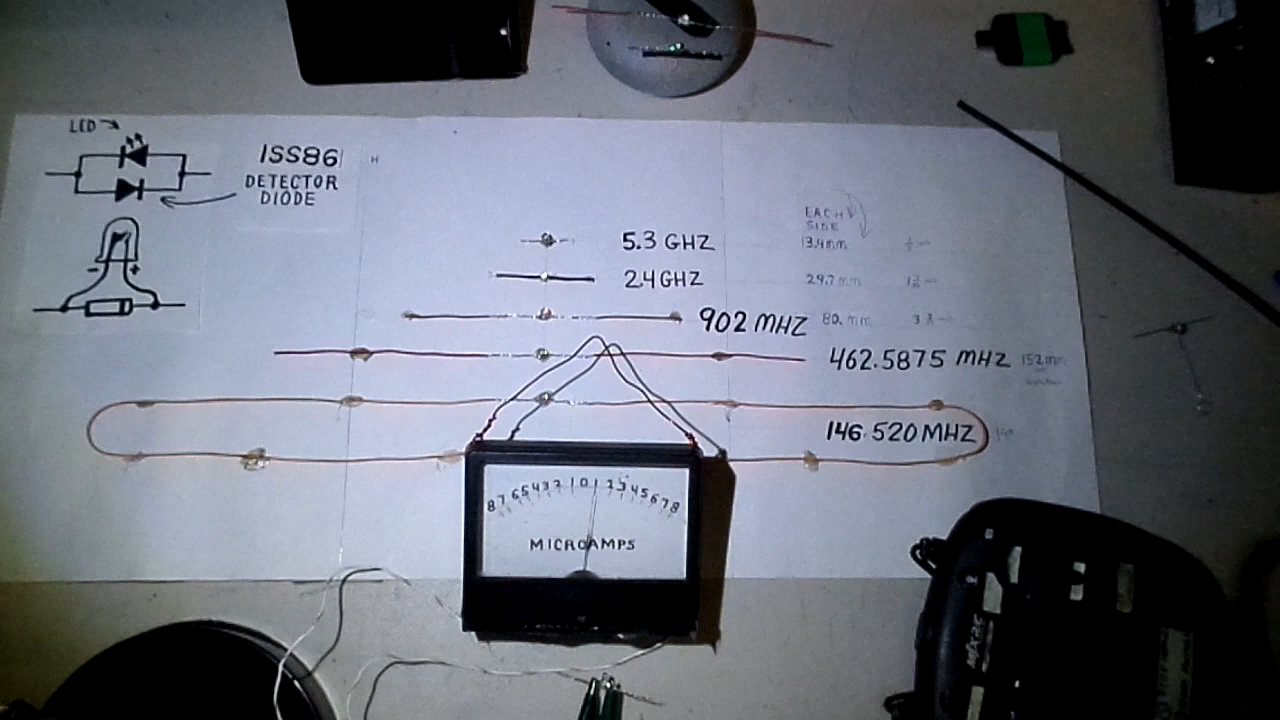 LED
1SS86
H
DETECTOR
DIODE
- +
EACH
SIDE
5.3 GHZ
13.4mm
2.4GHZ
29.7 mm
902 MHZ
80. mm
462.5875 MHZ
152 mm
146.520 MHZ
8 7 6 5 4 3 2 1 0 1 2 3 4 5 6 7 8
MICROAMPS